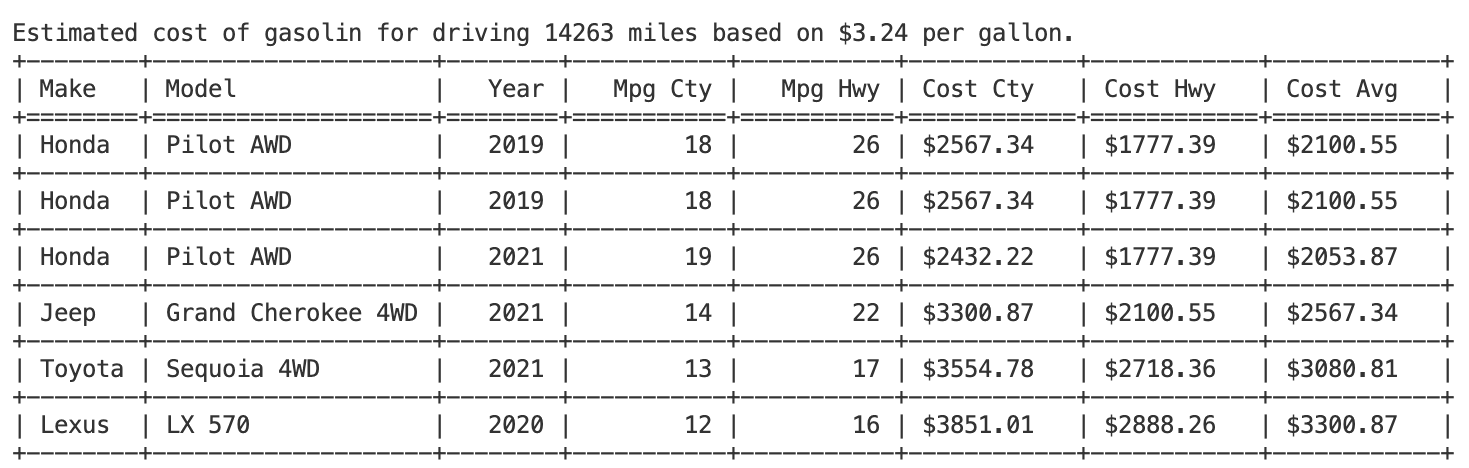 Estimated cost of gasolin for driving 14263 miles based on $3.24 per gallon.
+--------+--------------------+--------+-----------+-----------+------------+------------+------------+
| Make   | Model              |   Year |   Mpg Cty |   Mpg Hwy | Cost Cty   | Cost Hwy   | Cost Avg   |
+========+====================+========+===========+===========+============+============+============+
| Honda  | Pilot AWD          |   2019 |        18 |        26 | $2567.34   | $1777.39   | $2100.55   |
+--------+--------------------+--------+-----------+-----------+------------+------------+------------+
| Honda  | Pilot AWD          |   2019 |        18 |        26 | $2567.34   | $1777.39   | $2100.55   |
+--------+--------------------+--------+-----------+-----------+------------+------------+------------+
| Honda  | Pilot AWD          |   2021 |        19 |        26 | $2432.22   | $1777.39   | $2053.87   |
+--------+--------------------+--------+-----------+-----------+------------+------------+------------+
| Jeep   | Grand Cherokee 4WD |   2021 |        14 |        22 | $3300.87   | $2100.55   | $2567.34   |
+--------+--------------------+--------+-----------+-----------+------------+------------+------------+
| Toyota | Sequoia 4WD        |   2021 |        13 |        17 | $3554.78   | $2718.36   | $3080.81   |
+--------+--------------------+--------+-----------+-----------+------------+------------+------------+
| Lexus  | LX 570             |   2020 |        12 |        16 | $3851.01   | $2888.26   | $3300.87   |
+--------+--------------------+--------+-----------+-----------+------------+------------+------------+